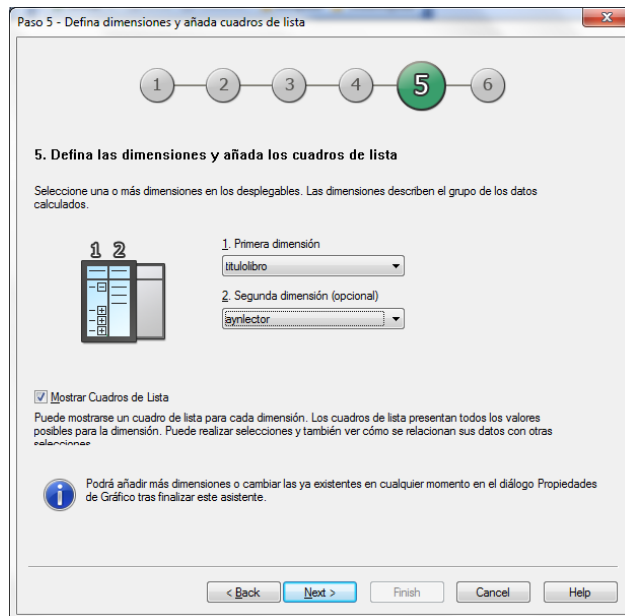 Paso 5 - Defina dimensiones y añada cuadros de lista
1 2 3 4 5 6
5. Defina las dimensiones y añada los cuadros de lista
Seleccione una o más dimensiones en los desplegables. Las dimensiones describen el grupo de los datos
calculados.
1 2
1. Primera dimensión
titulolibro
2. Segunda dimensión (opcional)
aynlector
Mostrar Cuadros de Lista
Puede mostrarse un cuadro de lista para cada dimensión. Los cuadros de lista presentan todos los valores
posibles para la dimensión. Puede realizar selecciones y también ver cómo se relacionan sus datos con otras
selecciones.
Podrá añadir más dimensiones o cambiar las ya existentes en cualquier momento en el diálogo Propiedades
de Gráfico tras finalizar este asistente.
< Back Next > Finish Cancel Help